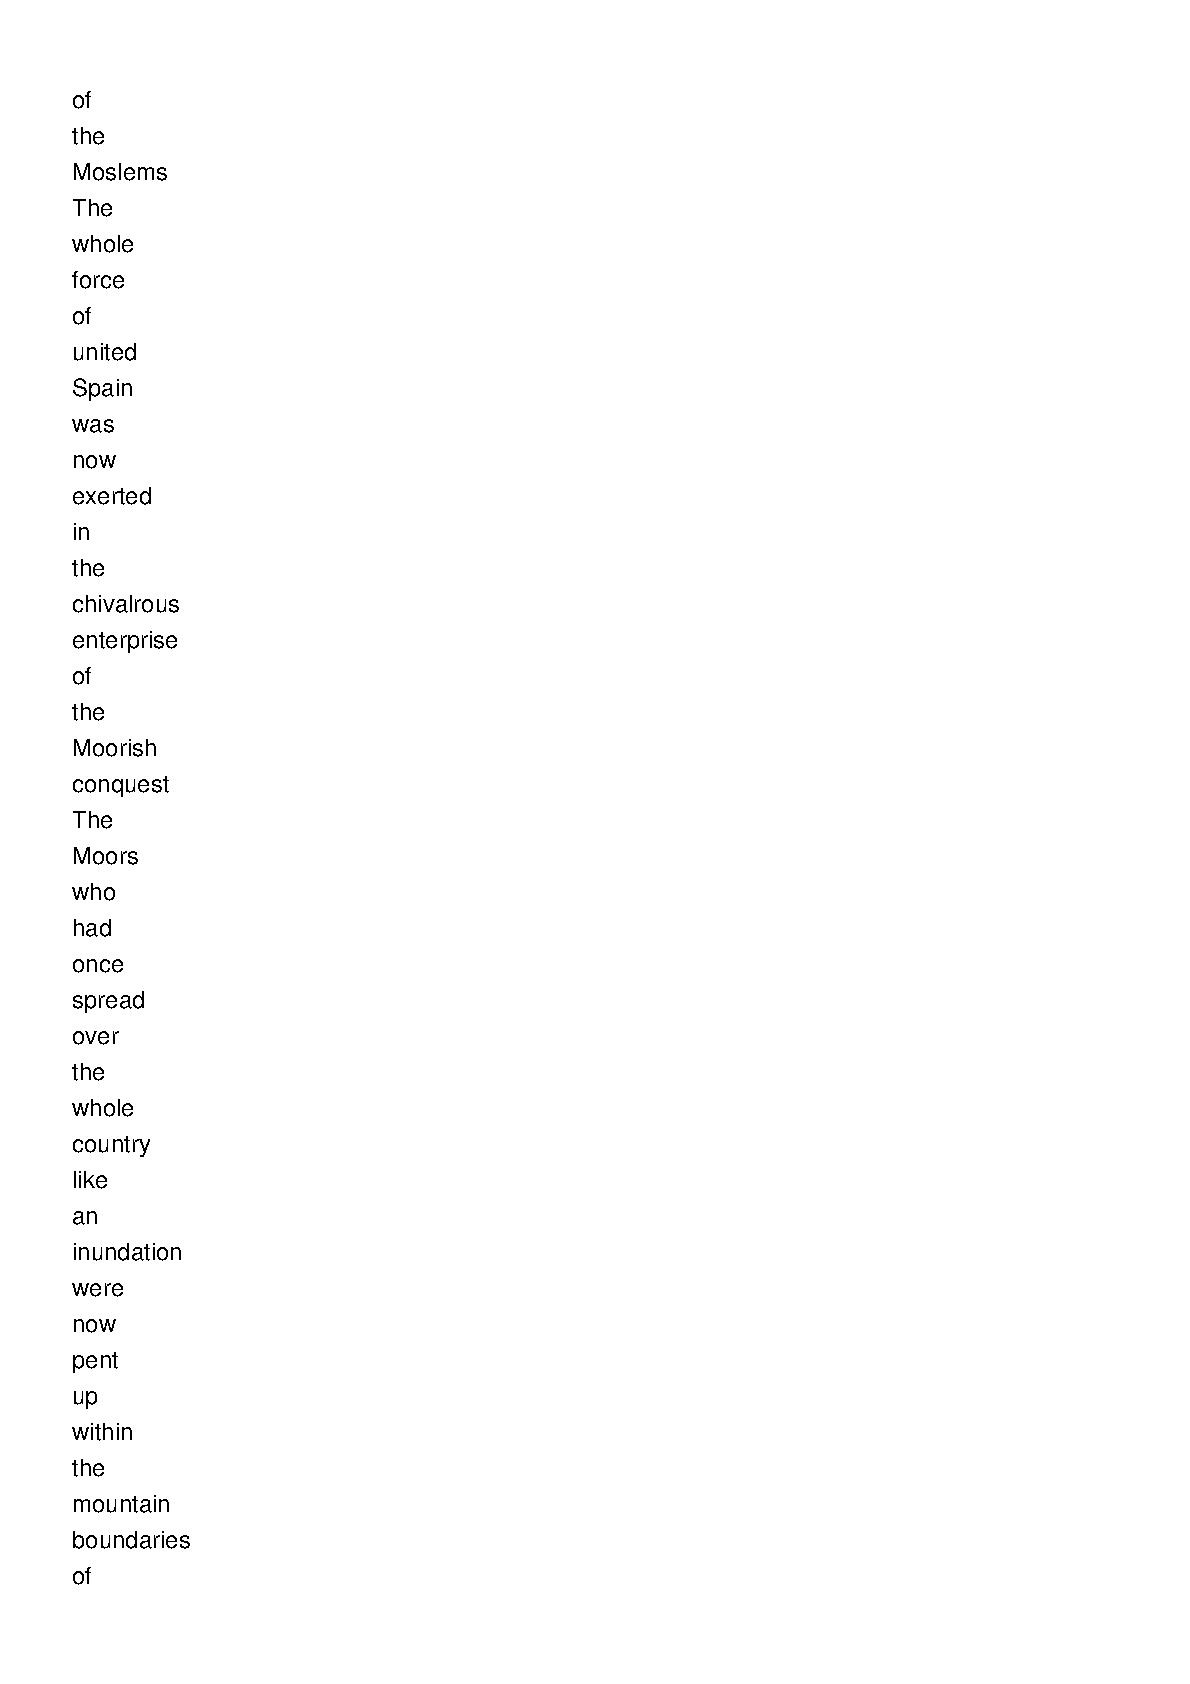 of
the
Moslems
The
whole
force
of
united
Spain
was
now
exerted
in
the
chivalrous
enterprise
of
the
Moorish
conquest
The
Moors
who
had
once
spread
over
the
whole
country
like
an
inundation
were
now
pent
up
within
the
mountain
boundaries
of